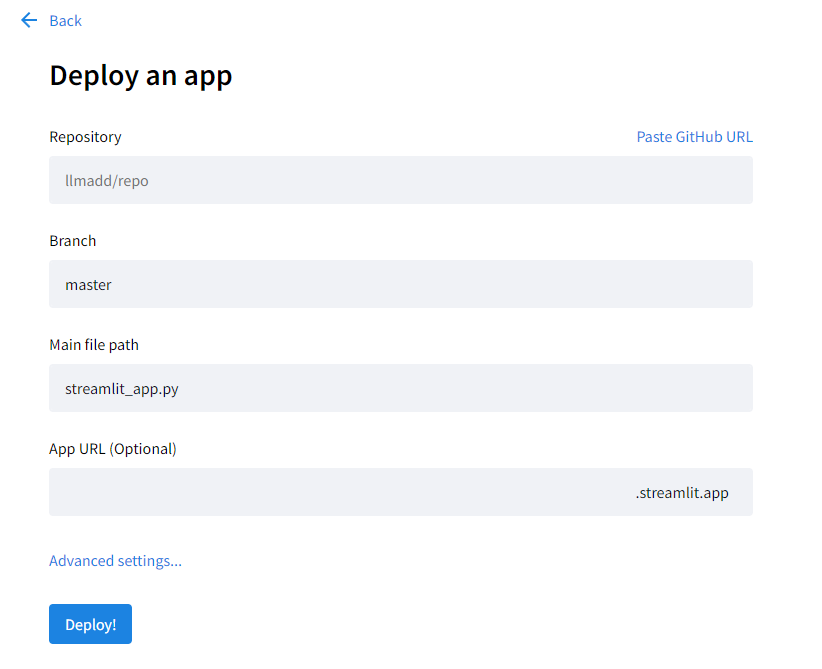 Back
Deploy an app
Repository
Paste GitHub URL
llmadd/repo
Branch
master
Main file path
streamlit_app.py
App URL (Optional)
.streamlit.app
Advanced settings...
Deploy!